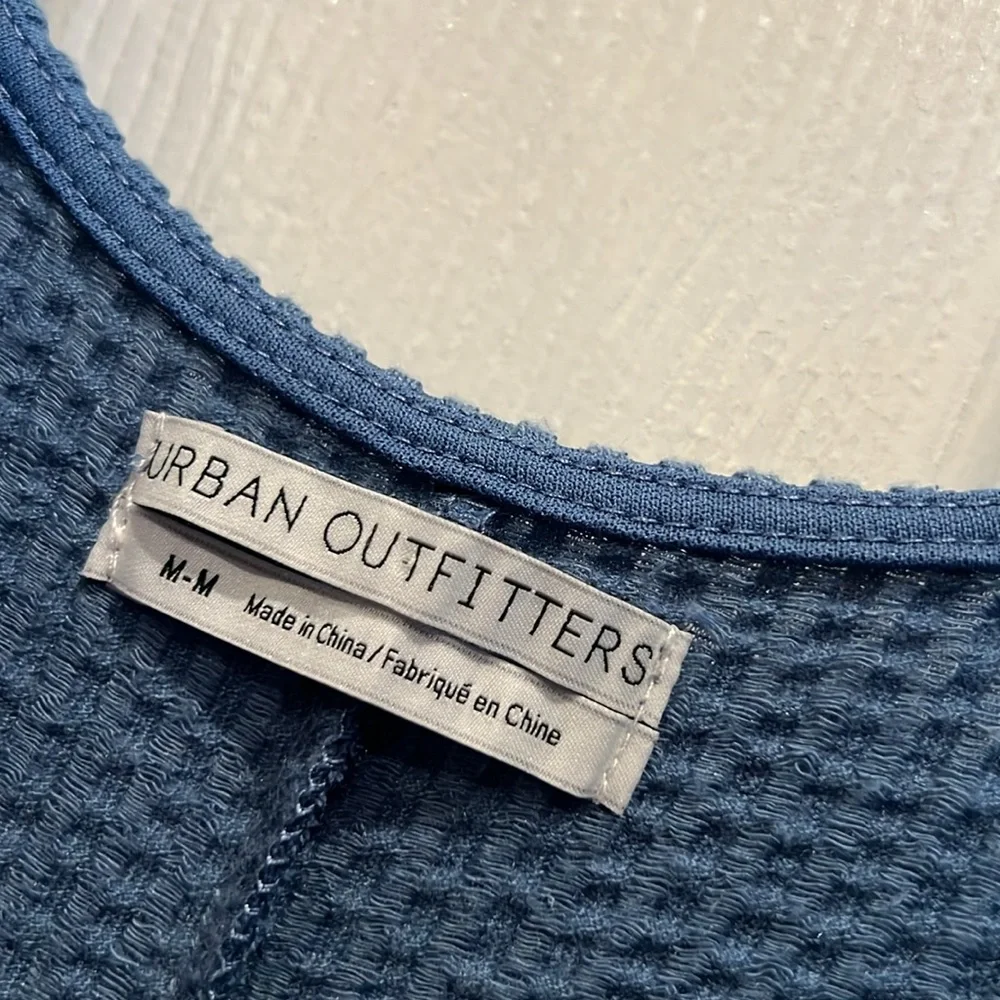 URBAN OUTFITTERS
M-M Made in China / Fabriqué en Chine